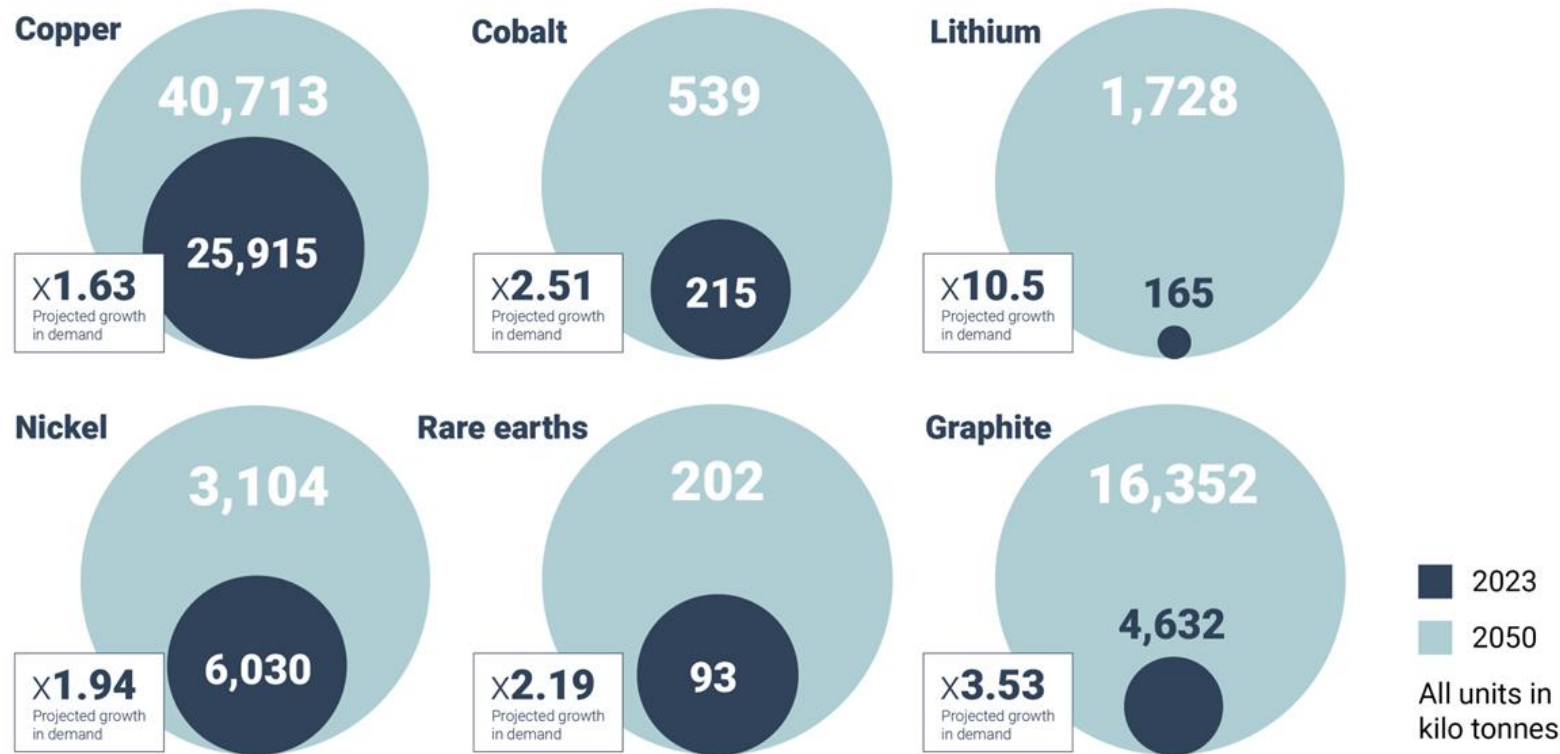 Copper
40,713
25,915
X1.63
Projected growth
in demand
Cobalt
539
215
X2.51
Projected growth
in demand
Lithium
1,728
165
X10.5
Projected growth
in demand
Nickel
3,104
6,030
X1.94
Projected growth
in demand
Rare earths
202
93
X2.19
Projected growth
in demand
Graphite
16,352
4,632
X3.53
Projected growth
in demand
2023
2050
All units in
kilo tonnes